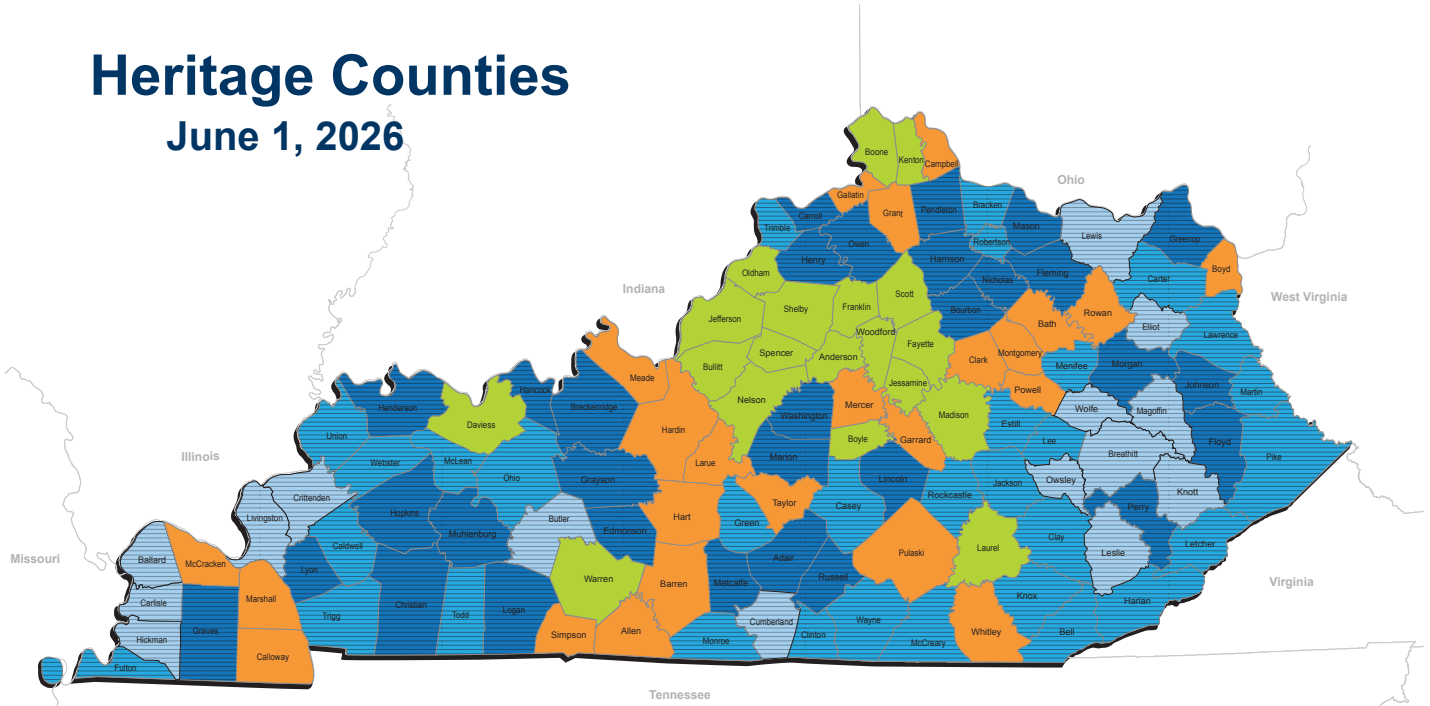 Heritage Counties
June 1, 2026
Boone
Kenton
Campbell
Ohio
Gallatin
Grant
Pendleton
Bracken
Mason
Lewis
Greenup
Carroll
Trimble
Owen
Robertson
Henry
Harrison
Fleming
Nicholas
Carter
Boyd
Oldham
Indiana
West Virginia
Scott
Franklin
Shelby
Bourbon
Rowan
Bath
Jefferson
Woodford
Fayette
Elliot
Lawrence
Spencer
Anderson
Clark
Montgomery
Menifee
Morgan
Bullitt
Jessamine
Powell
Johnson
Martin
Meade
Nelson
Mercer
Madison
Wolfe
Magoffin
Hancock
Breckenridge
Henderson
Washington
Daviess
Hardin
Boyle
Garrard
Estill
Lee
Floyd
Union
Illinois
Webster
McLean
Larue
Marion
Breathitt
Pike
Ohio
Grayson
Lincoln
Rockcastle
Jackson
Owsley
Knott
Crittenden
Livingston
Hopkins
Muhlenburg
Butler
Edmonson
Hart
Green
Taylor
Casey
Perry
Clay
Leslie
Letcher
Missouri
Ballard
McCracken
Caldwell
Lyon
Warren
Barren
Metcalfe
Adair
Russell
Pulaski
Laurel
Virginia
Carlisle
Marshall
Trigg
Christian
Todd
Logan
Knox
Harlan
Hickman
Graves
Simpson
Allen
Monroe
Cumberland
Clinton
Wayne
McCreary
Whitley
Bell
Fulton
Calloway
Tennessee